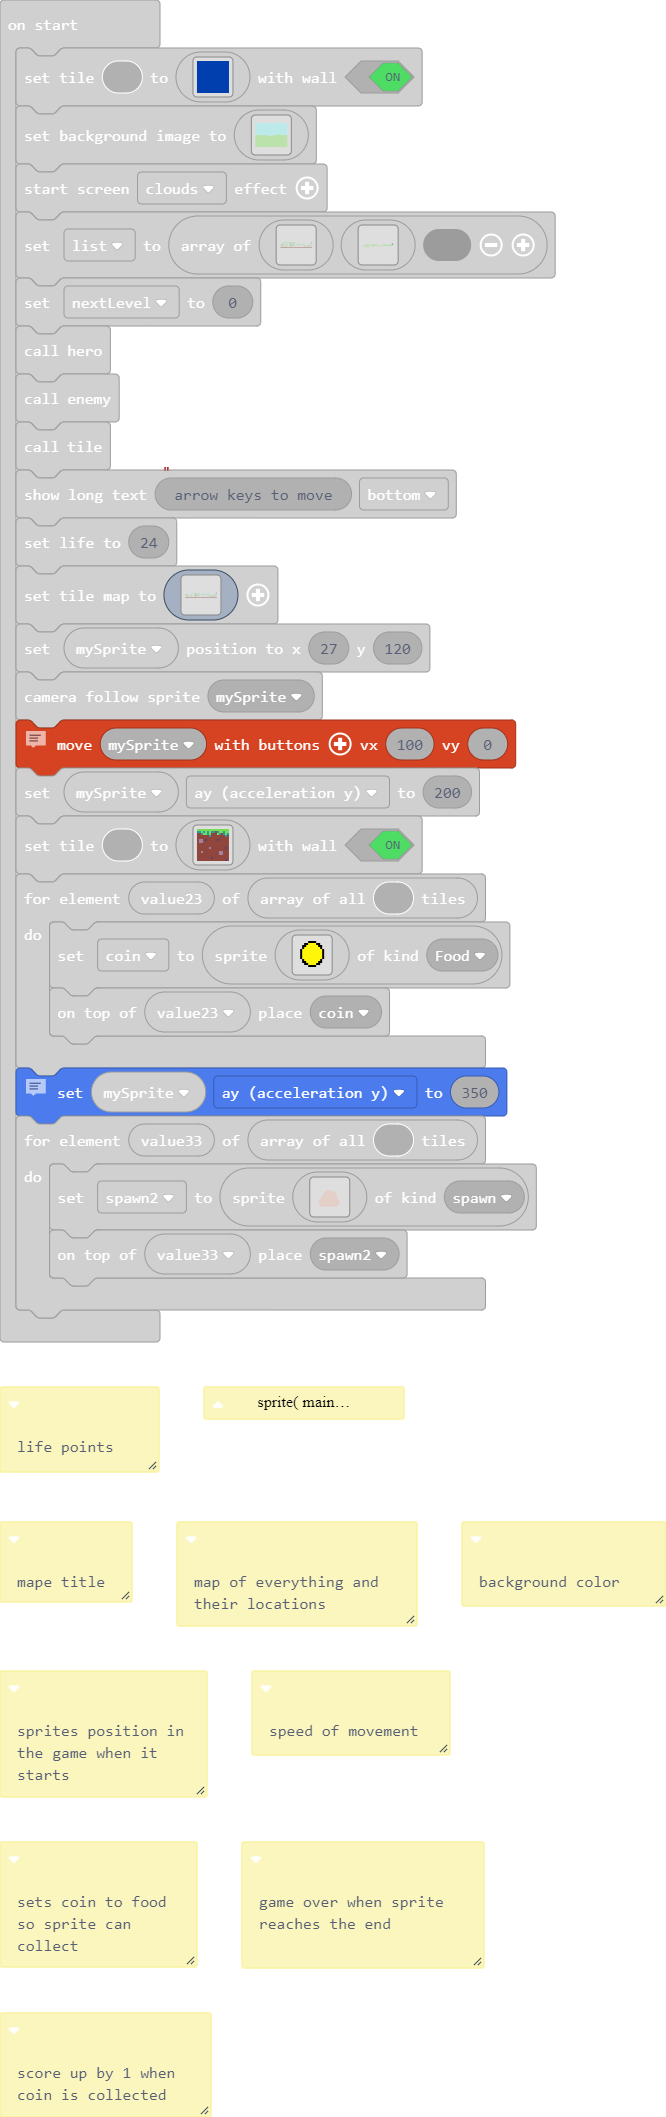 on start
set tile to with wall ON
set background image to
start screen clouds effect
set list to array of
set nextLevel to 0
call hero
call enemy
call tile
show long text " arrow keys to move bottom
set life to 24
set tile map to
set mySprite position to x 27 y 120
camera follow sprite mySprite
move mySprite with buttons vx 100 vy 0
set mySprite ay (acceleration y) to 200
set tile to with wall ON
for element value23 of array of all tiles
do
set coin to sprite of kind Food
on top of value23 place coin
set mySprite ay (acceleration y) to 350
for element value33 of array of all tiles
do
set spawn2 to sprite of kind spawn
on top of value33 place spawn2
life points
sprite( main...
mape title
map of everything and
their locations
background color
sprites position in
the game when it
starts
speed of movement
sets coin to food
so sprite can
collect
game over when sprite
reaches the end
score up by 1 when
coin is collected